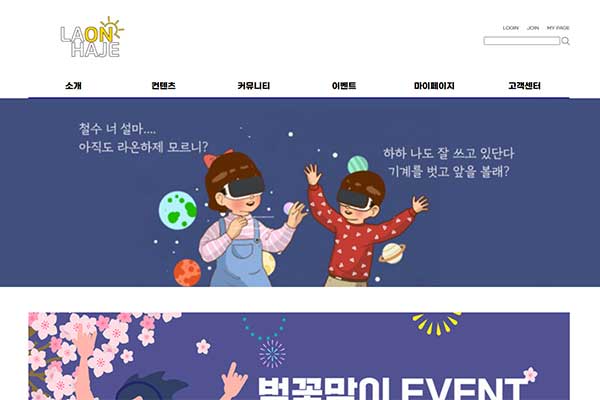 LAON
HAJE
LOGIN JOIN MY PAGE
소개 컨텐츠 커뮤니티 이벤트 마이페이지 고객센터
철수 너 설마....
아직도 라온하제 모르니?
하하 나도 잘 쓰고 있단다
기계를 벗고 앞을 볼래?
벚꽃맞이 EVENT